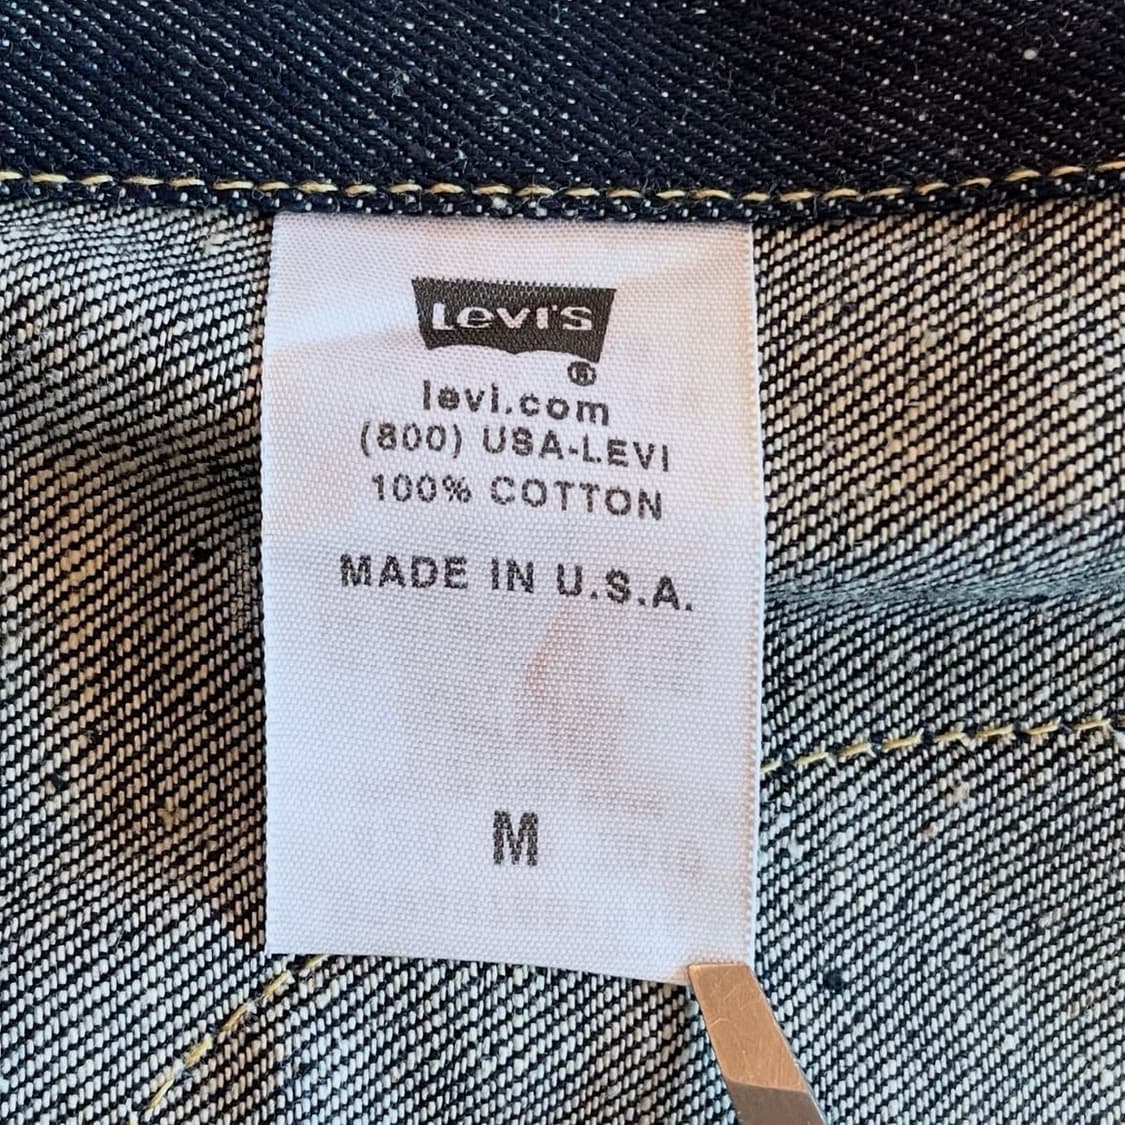 Levi's
®
levi.com
(800) USA-LEVI
100% COTTON
MADE IN U.S.A.
M